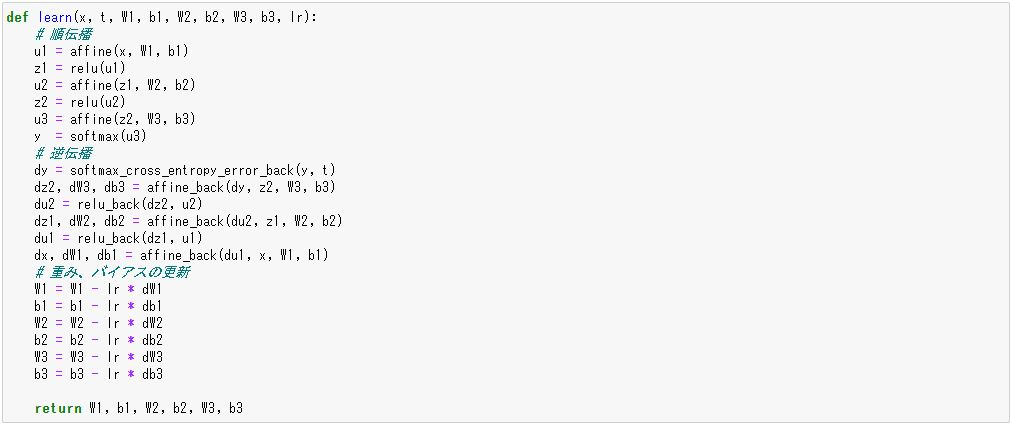 def learn(x, t, W1, b1, W2, b2, W3, b3, lr):
    # 順伝播
    u1 = affine(x, W1, b1)
    z1 = relu(u1)
    u2 = affine(z1, W2, b2)
    z2 = relu(u2)
    u3 = affine(z2, W3, b3)
    y  = softmax(u3)
    # 逆伝播
    dy = softmax_cross_entropy_error_back(y, t)
    dz2, dW3, db3 = affine_back(dy, z2, W3, b3)
    du2 = relu_back(dz2, u2)
    dz1, dW2, db2 = affine_back(du2, z1, W2, b2)
    du1 = relu_back(dz1, u1)
    dx, dW1, db1 = affine_back(du1, x, W1, b1)
    # 重み、バイアスの更新
    W1 = W1 - lr * dW1
    b1 = b1 - lr * db1
    W2 = W2 - lr * dW2
    b2 = b2 - lr * db2
    W3 = W3 - lr * dW3
    b3 = b3 - lr * db3

    return W1, b1, W2, b2, W3, b3